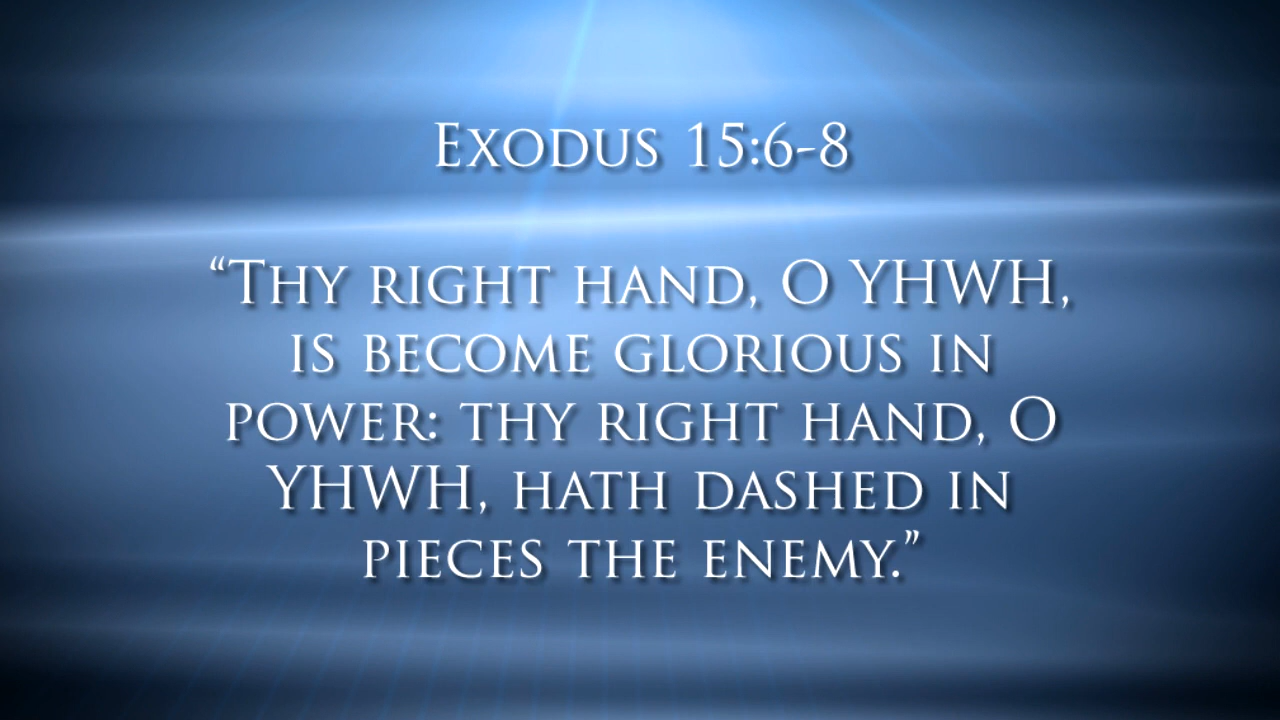 Exodus 15:6-8
“Thy right hand, O YHWH,
is become glorious in
power: thy right hand, O
YHWH, hath dashed in
pieces the enemy.”